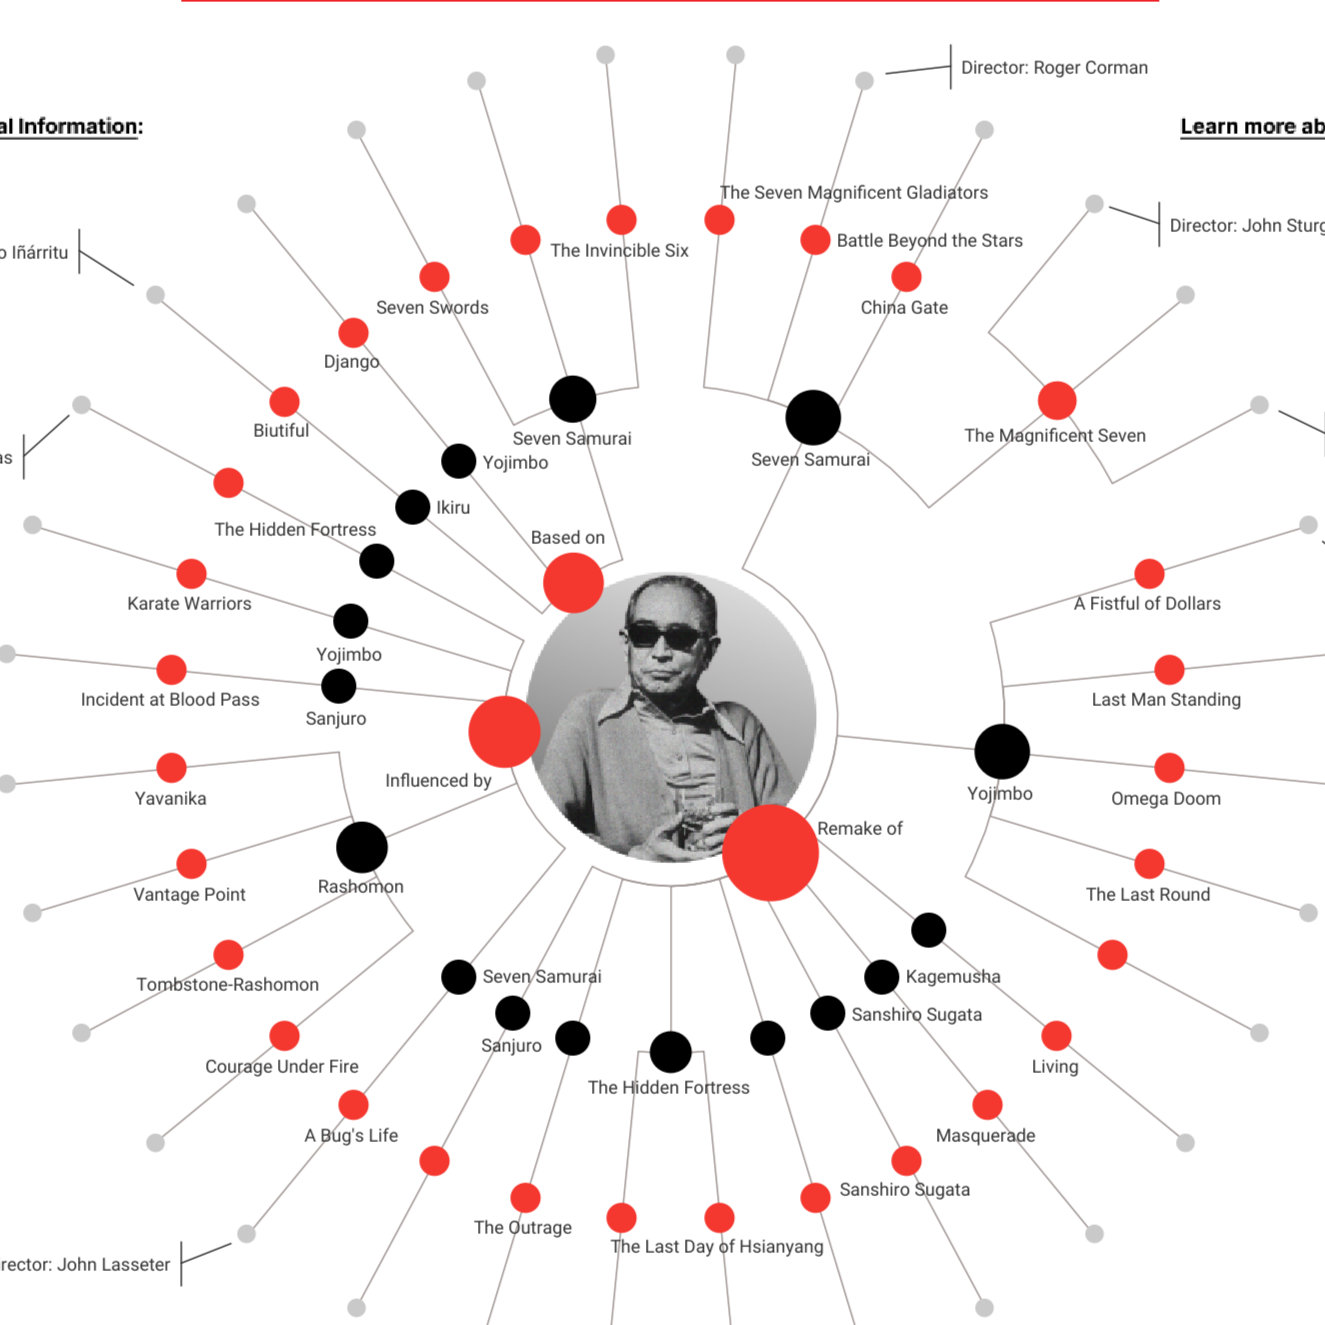 Director: Roger Corman
al Information:
Learn more ab
The Seven Magnificent Gladiators
Director: John Sturg
Battle Beyond the Stars
The Invincible Six
o Iñárritu
Seven Swords
China Gate
Django
Biutiful
Seven Samurai
The Magnificent Seven
as
Yojimbo
Seven Samurai
Ikiru
The Hidden Fortress
Based on
Karate Warriors
A Fistful of Dollars
Yojimbo
Incident at Blood Pass
Last Man Standing
Sanjuro
Influenced by
Yojimbo
Yavanika
Omega Doom
Remake of
Rashomon
Vantage Point
The Last Round
Tombstone-Rashomon
Seven Samurai
Kagemusha
Sanshiro Sugata
Sanjuro
Courage Under Fire
Living
The Hidden Fortress
A Bug's Life
Masquerade
Sanshiro Sugata
The Outrage
The Last Day of Hsianyang
rector: John Lasseter